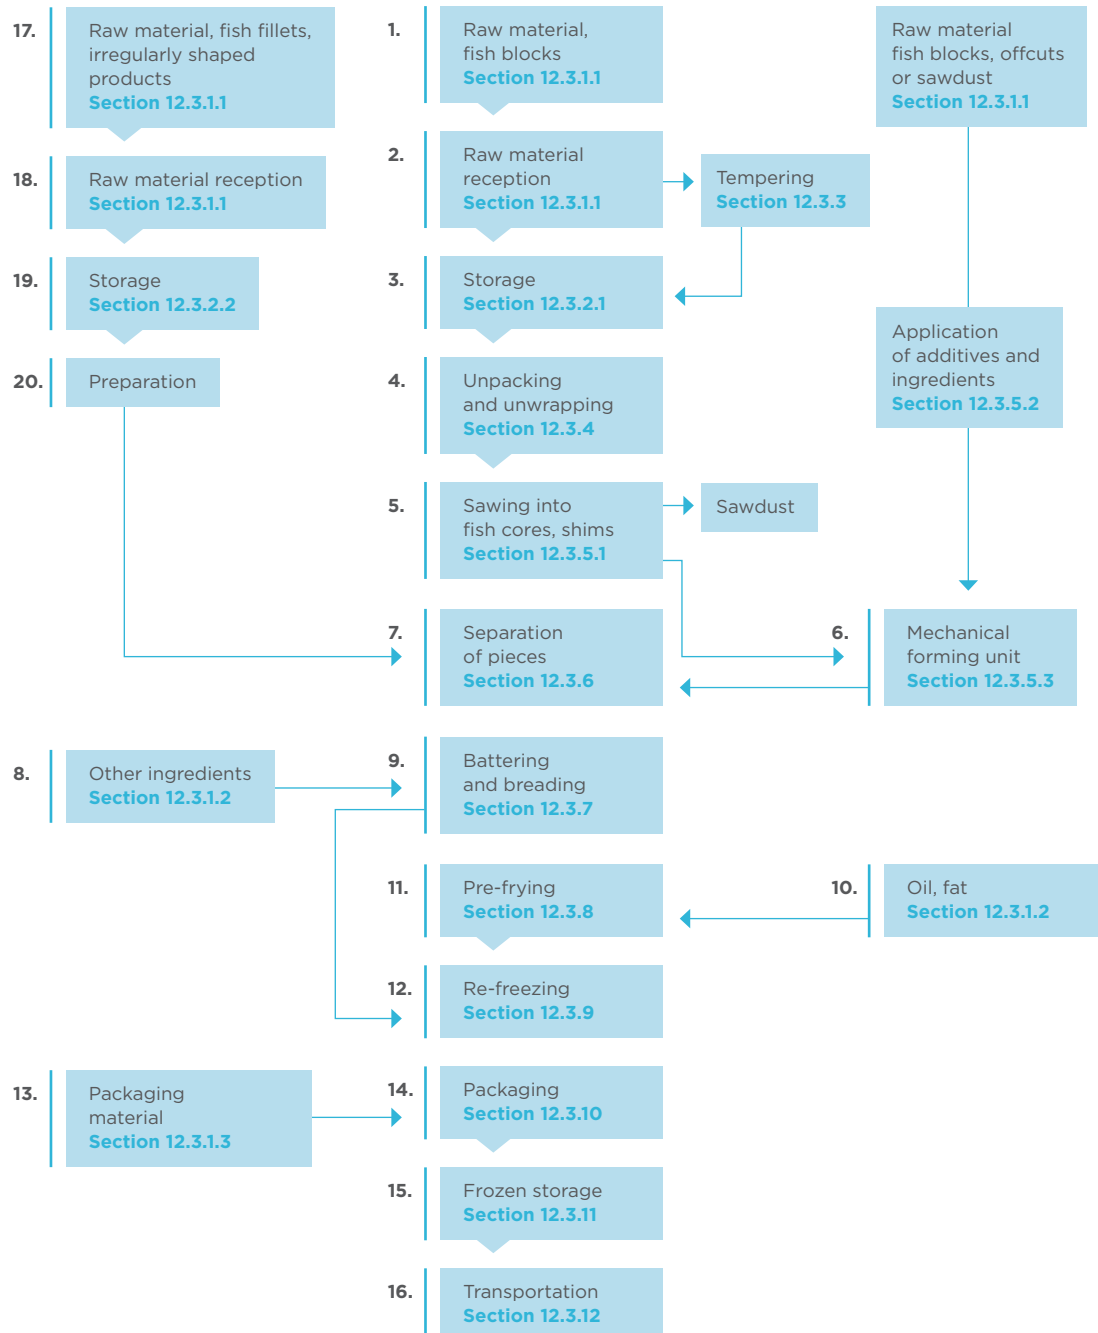 17.
Raw material, fish fillets,
irregularly shaped
products
Section 12.3.1.1
18.
Raw material reception
Section 12.3.1.1
19.
Storage
Section 12.3.2.2
20.
Preparation
1.
Raw material,
fish blocks
Section 12.3.1.1
2.
Raw material
reception
Section 12.3.1.1
Tempering
Section 12.3.3
3.
Storage
Section 12.3.2.1
4.
Unpacking
and unwrapping
Section 12.3.4
5.
Sawing into
fish cores, shims
Section 12.3.5.1
Sawdust
Raw material
fish blocks, offcuts
or sawdust
Section 12.3.1.1
Application
of additives and
ingredients
Section 12.3.5.2
7.
Separation
of pieces
Section 12.3.6
6.
Mechanical
forming unit
Section 12.3.5.3
8.
Other ingredients
Section 12.3.1.2
9.
Battering
and breading
Section 12.3.7
11.
Pre-frying
Section 12.3.8
10.
Oil, fat
Section 12.3.1.2
12.
Re-freezing
Section 12.3.9
13.
Packaging
material
Section 12.3.1.3
14.
Packaging
Section 12.3.10
15.
Frozen storage
Section 12.3.11
16.
Transportation
Section 12.3.12